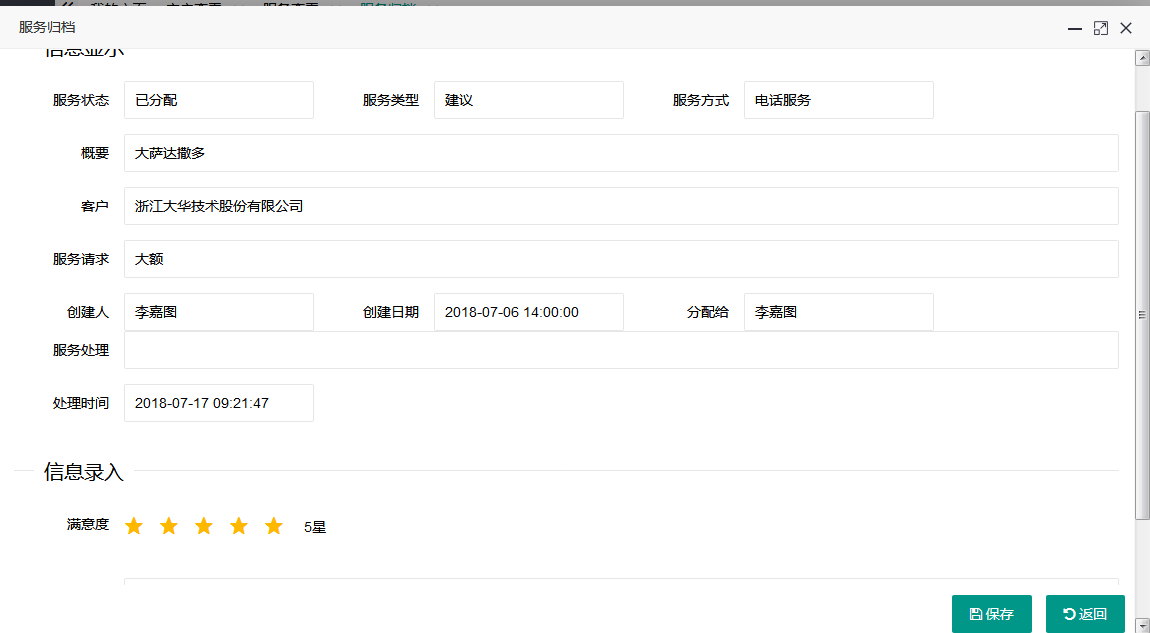 服务归档
信息显示
服务状态 已分配 服务类型 建议 服务方式 电话服务
概要 大萨达撒多
客户 浙江大华技术股份有限公司
服务请求 大额
创建人 李嘉图 创建日期 2018-07-06 14:00:00 分配给 李嘉图
服务处理
处理时间 2018-07-17 09:21:47
信息录入
满意度 5星
保存 返回